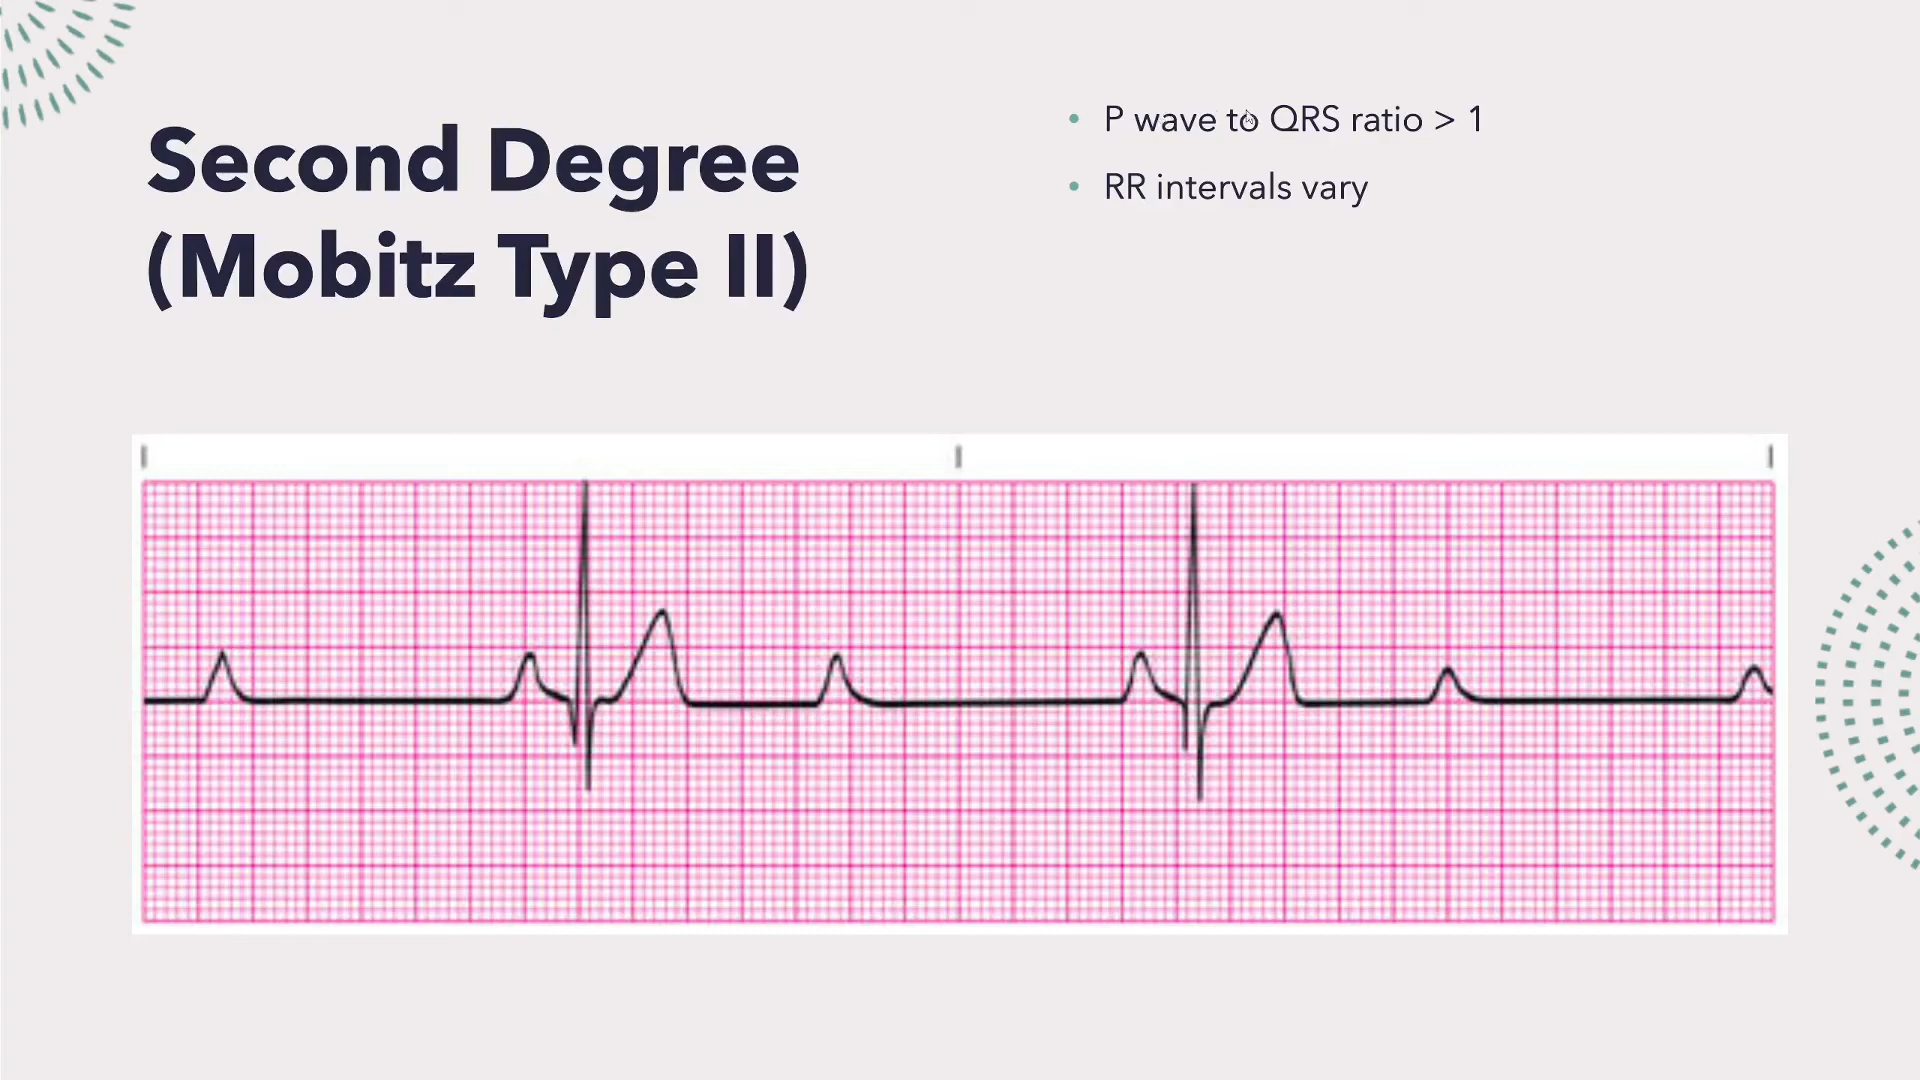 Second Degree
(Mobitz Type II)
• P wave to QRS ratio > 1
• RR intervals vary